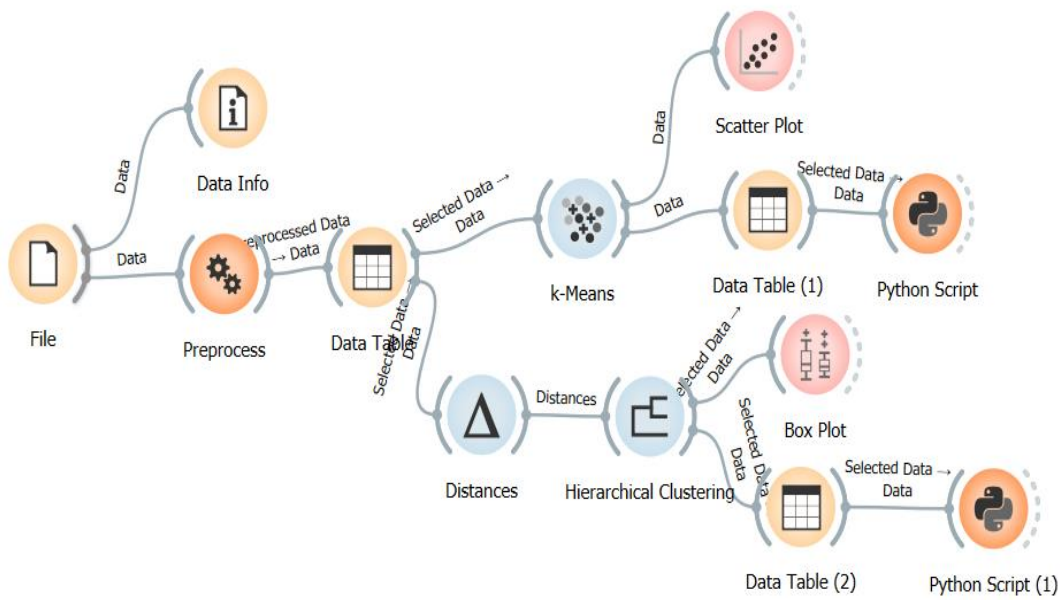 Data
Data Info
File
Data
Preprocess
reprocessed Data
→ Data
Data Table
Selected Data →
Data
k-Means
Data
Scatter Plot
Data
Data Table (1)
Selected Data →
Data
Python Script
Selected Data →
Data
Distances
Distances
Hierarchical Clustering
elected Data →
Data
Box Plot
Selected Data
Data
Data Table (2)
Selected Data →
Data
Python Script (1)